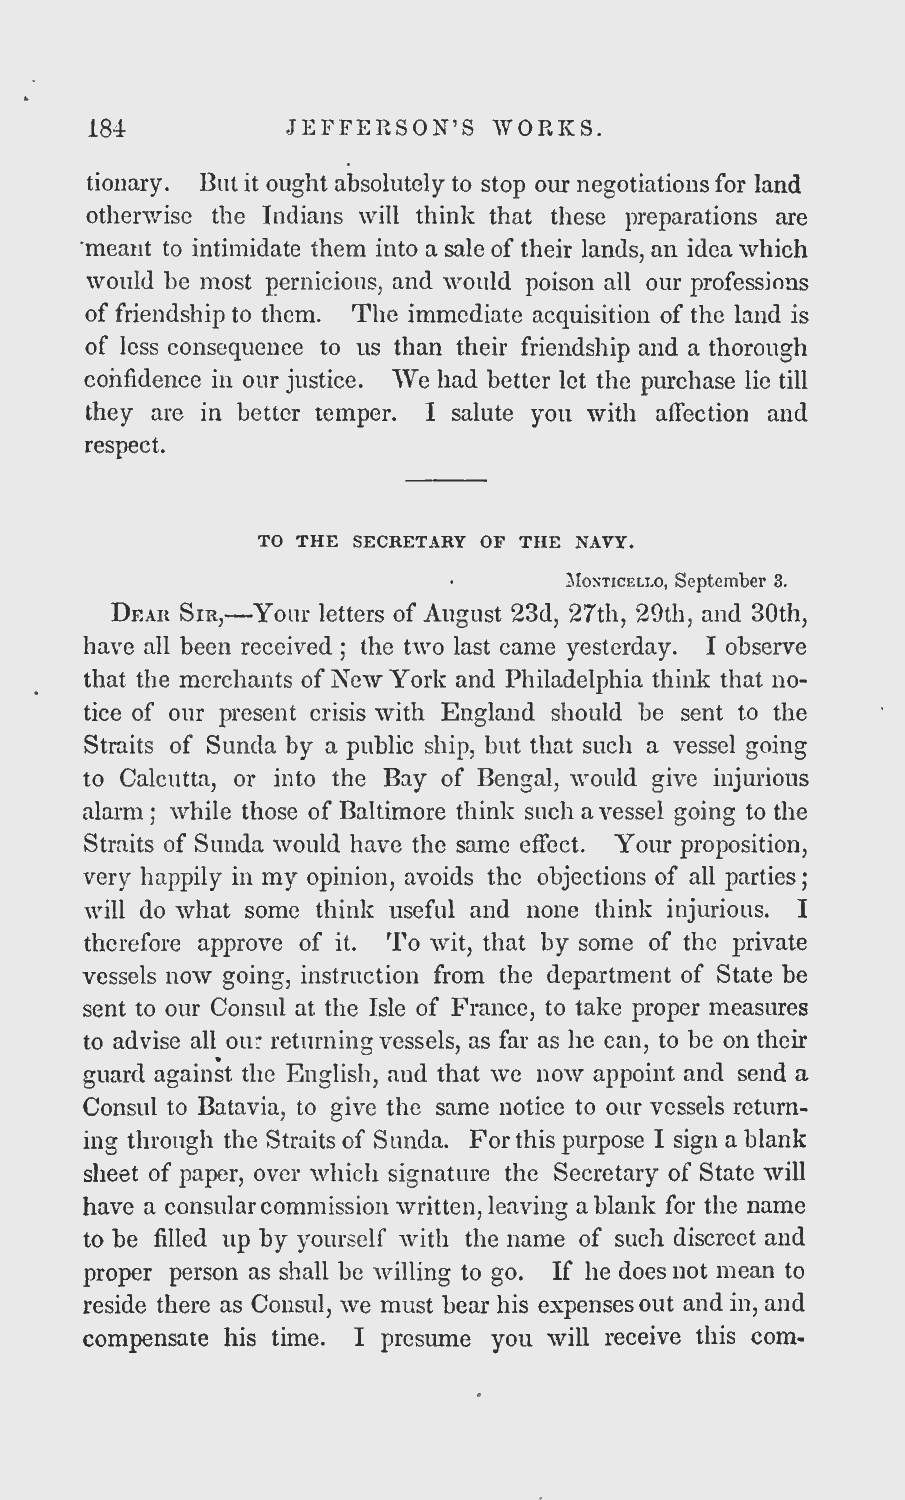 184 JEFFERSON'S WORKS.
tionary. But it ought absolutely to stop our negotiations for land
otherwise the Indians will think that these preparations are
meant to intimidate them into a sale of their lands, an idea which
would be most pernicious, and would poison all our professions
of friendship to them. The immediate acquisition of the land is
of less consequence to us than their friendship and a thorough
confidence in our justice. We had better let the purchase lie till
they are in better temper. I salute you with affection and
respect.
TO THE SECRETARY OF THE NAVY.
MONTICELLO, September 3.
DEAR SIR,—Your letters of August 23d, 27th, 29th, and 30th,
have all been received ; the two last came yesterday. I observe
that the merchants of New York and Philadelphia think that no-
tice of our present crisis with England should be sent to the
Straits of Sunda by a public ship, but that such a vessel going
to Calcutta, or into the Bay of Bengal, would give injurious
alarm ; while those of Baltimore think such a vessel going to the
Straits of Sunda would have the same effect. Your proposition,
very happily in my opinion, avoids the objections of all parties ;
will do what some think useful and none think injurious. I
therefore approve of it. To wit, that by some of the private
vessels now going, instruction from the department of State be
sent to our Consul at the Isle of France, to take proper measures
to advise all our returning vessels, as far as he can, to be on their
guard against the English, and that we now appoint and send a
Consul to Batavia, to give the same notice to our vessels return-
ing through the Straits of Sunda. For this purpose I sign a blank
sheet of paper, over which signature the Secretary of State will
have a consular commission written, leaving a blank for the name
to be filled up by yourself with the name of such discreet and
proper person as shall be willing to go. If he does not mean to
reside there as Consul, we must bear his expenses out and in, and
compensate his time. I presume you will receive this com-